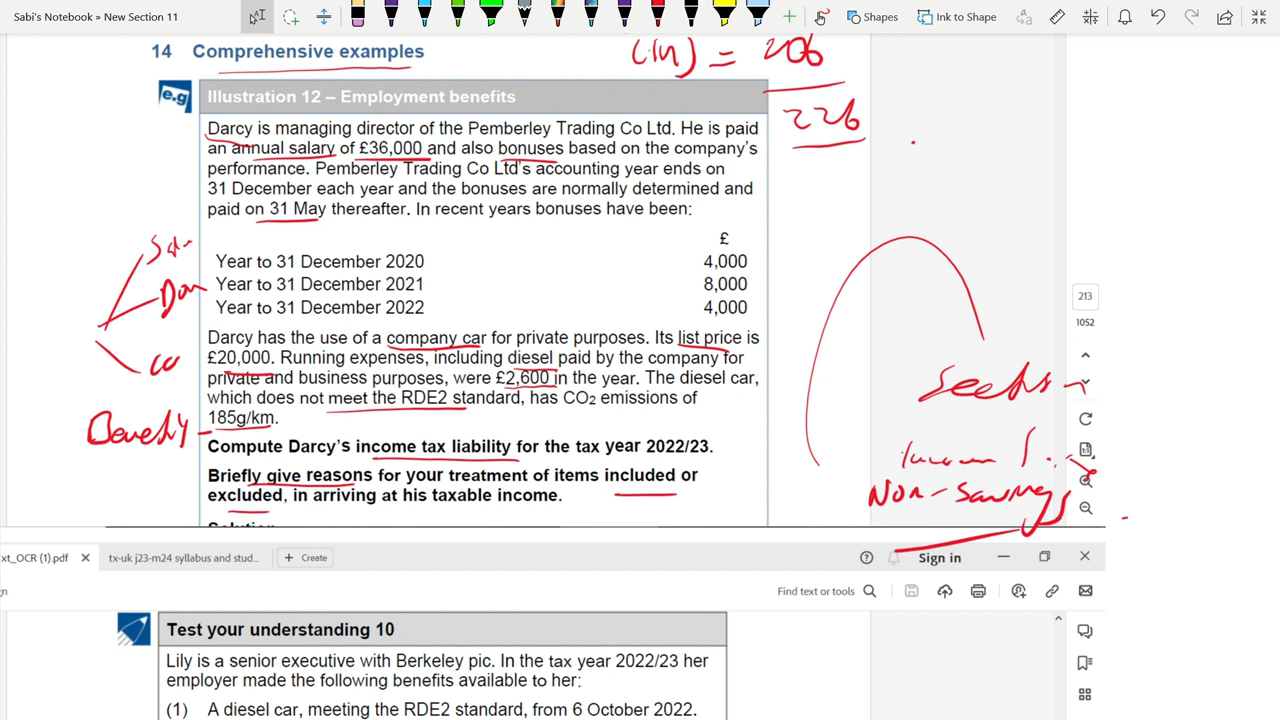 Sabi's Notebook » New Section 11
Shapes
Ink to Shape
14 Comprehensive examples
= 206
226
e.g
Illustration 12 – Employment benefits
Darcy is managing director of the Pemberley Trading Co Ltd. He is paid
an annual salary of £36,000 and also bonuses based on the company's
performance. Pemberley Trading Co Ltd's accounting year ends on
31 December each year and the bonuses are normally determined and
paid on 31 May thereafter. In recent years bonuses have been:
£
Year to 31 December 2020 4,000
Year to 31 December 2021 8,000
Year to 31 December 2022 4,000
Darcy has the use of a company car for private purposes. Its list price is
£20,000. Running expenses, including diesel paid by the company for
private and business purposes, were £2,600 in the year. The diesel car,
which does not meet the RDE2 standard, has CO2 emissions of
185g/km.
Compute Darcy's income tax liability for the tax year 2022/23.
Briefly give reasons for your treatment of items included or
excluded, in arriving at his taxable income.
Solution
213
1052
Non-Savings
xt_OCR (1).pdf
tx-uk j23-m24 syllabus and stud...
Create
Sign in
gn
Find text or tools
Test your understanding 10
Lily is a senior executive with Berkeley plc. In the tax year 2022/23 her
employer made the following benefits available to her:
(1) A diesel car, meeting the RDE2 standard, from 6 October 2022.